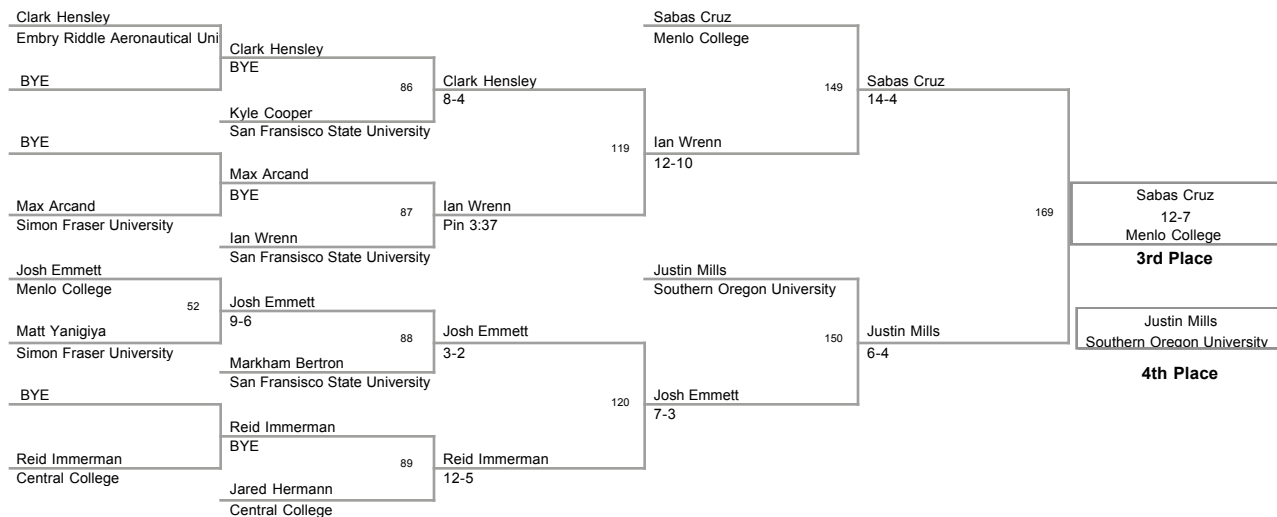 Clark Hensley
Embry Riddle Aeronautical Uni
BYE
Clark Hensley
BYE
86
Kyle Cooper
San Fransisco State University
Clark Hensley
8-4
BYE
Max Arcand
Simon Fraser University
Max Arcand
BYE
87
Ian Wrenn
San Fransisco State University
Ian Wrenn
Pin 3:37
119
Ian Wrenn
12-10
Sabas Cruz
Menlo College
149
Sabas Cruz
14-4
Josh Emmett
Menlo College
52
Matt Yanigiya
Simon Fraser University
Josh Emmett
9-6
88
Markham Bertron
San Fransisco State University
Josh Emmett
3-2
BYE
Reid Immerman
Central College
Reid Immerman
BYE
89
Jared Hermann
Central College
Reid Immerman
12-5
120
Josh Emmett
7-3
Justin Mills
Southern Oregon University
150
Justin Mills
6-4
169
Sabas Cruz
12-7
Menlo College
3rd Place
Justin Mills
Southern Oregon University
4th Place